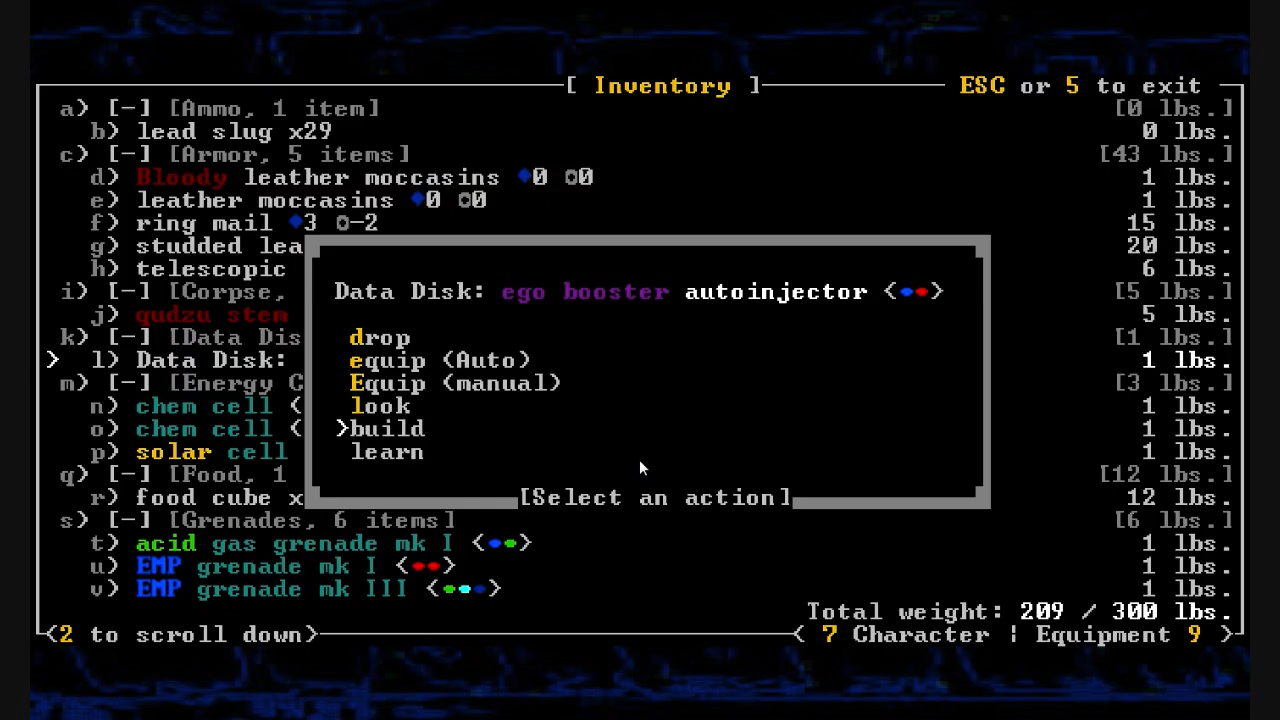 [ Inventory ] ESC or 5 to exit
a) [-] [Ammo, 1 item] [0 lbs.]
b) lead slug x29 0 lbs.
c) [-] [Armor, 5 items] [43 lbs.]
d) Bloody leather moccasins ♦0 o0 1 lbs.
e) leather moccasins ♦0 o0 1 lbs.
f) ring mail ♦3 o-2 15 lbs.
g) studded lea 20 lbs.
h) telescopic 6 lbs.
i) [-] [Corpse, [5 lbs.]
j) qudzu stem 5 lbs.
k) [-] [Data Dis [1 lbs.]
> l) Data Disk: 1 lbs.
m) [-] [Energy C [3 lbs.]
n) chem cell ( 1 lbs.
o) chem cell ( 1 lbs.
p) solar cell 1 lbs.
q) [-] [Food, 1 [12 lbs.]
r) food cube x 12 lbs.
s) [-] [Grenades, 6 items] [6 lbs.]
t) acid gas grenade mk I <••> 1 lbs.
u) EMP grenade mk I <••> 1 lbs.
v) EMP grenade mk III <•••> 1 lbs.
Total weight: 209 / 300 lbs.
<2 to scroll down> < 7 Character | Equipment 9 >
Data Disk: ego booster autoinjector <••>
drop
equip (Auto)
Equip (manual)
look
>build
learn
[Select an action]